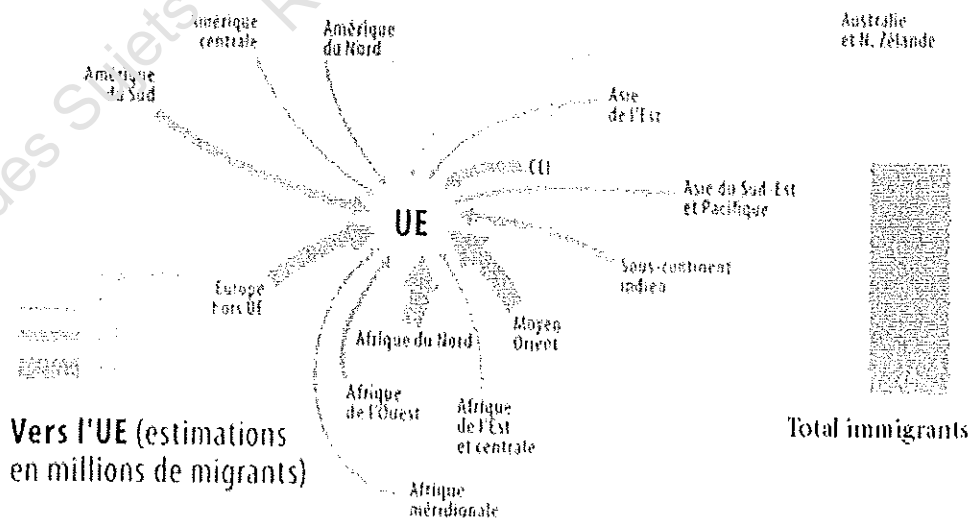 des Sujets
Amérique
centrale
Amérique
du Nord
Australie
et N. Zélande
Amérique
du Sud
Asie
de l'Est
CEI
Asie du Sud-Est
et Pacifique
UE
Sous-continent
indien
Europe
hors UE
Moyen
Orient
Afrique du Nord
Afrique
de l'Ouest
Afrique
de l'Est
et centrale
Vers l'UE (estimations
en millions de migrants)
Total immigrants
Afrique
méridionale